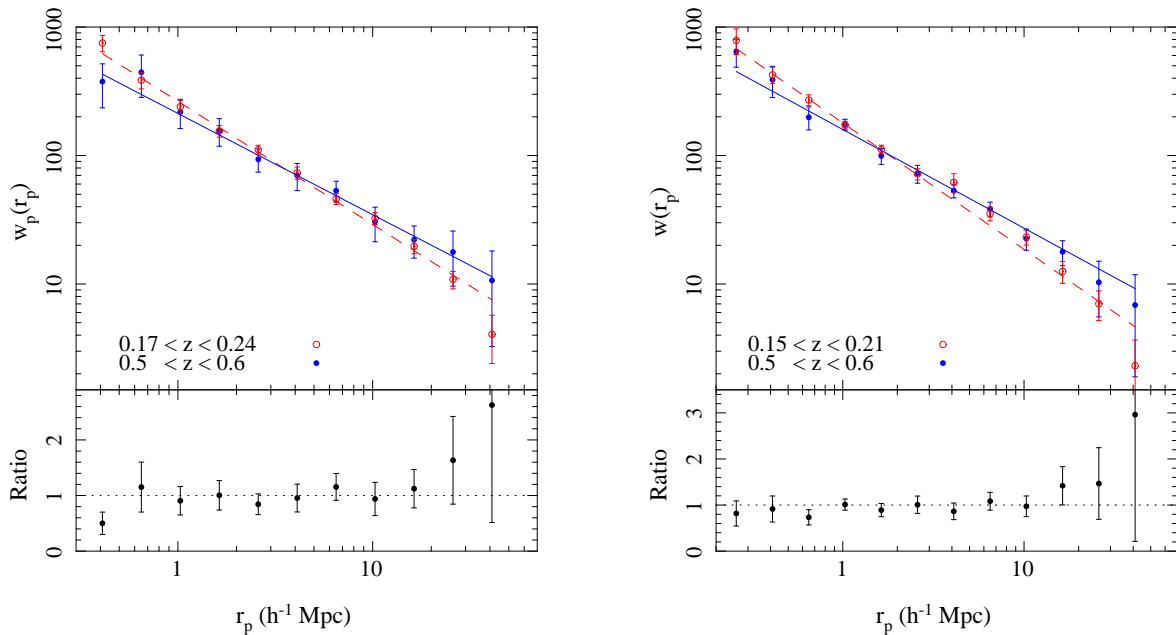 1000
100
10
w_p(r_p)
0.17 < z < 0.24
0.5 < z < 0.6
2
1
0
Ratio
1
10
r_p (h^-1 Mpc)
1000
100
10
w(r_p)
0.15 < z < 0.21
0.5 < z < 0.6
3
2
1
0
Ratio
1
10
r_p (h^-1 Mpc)